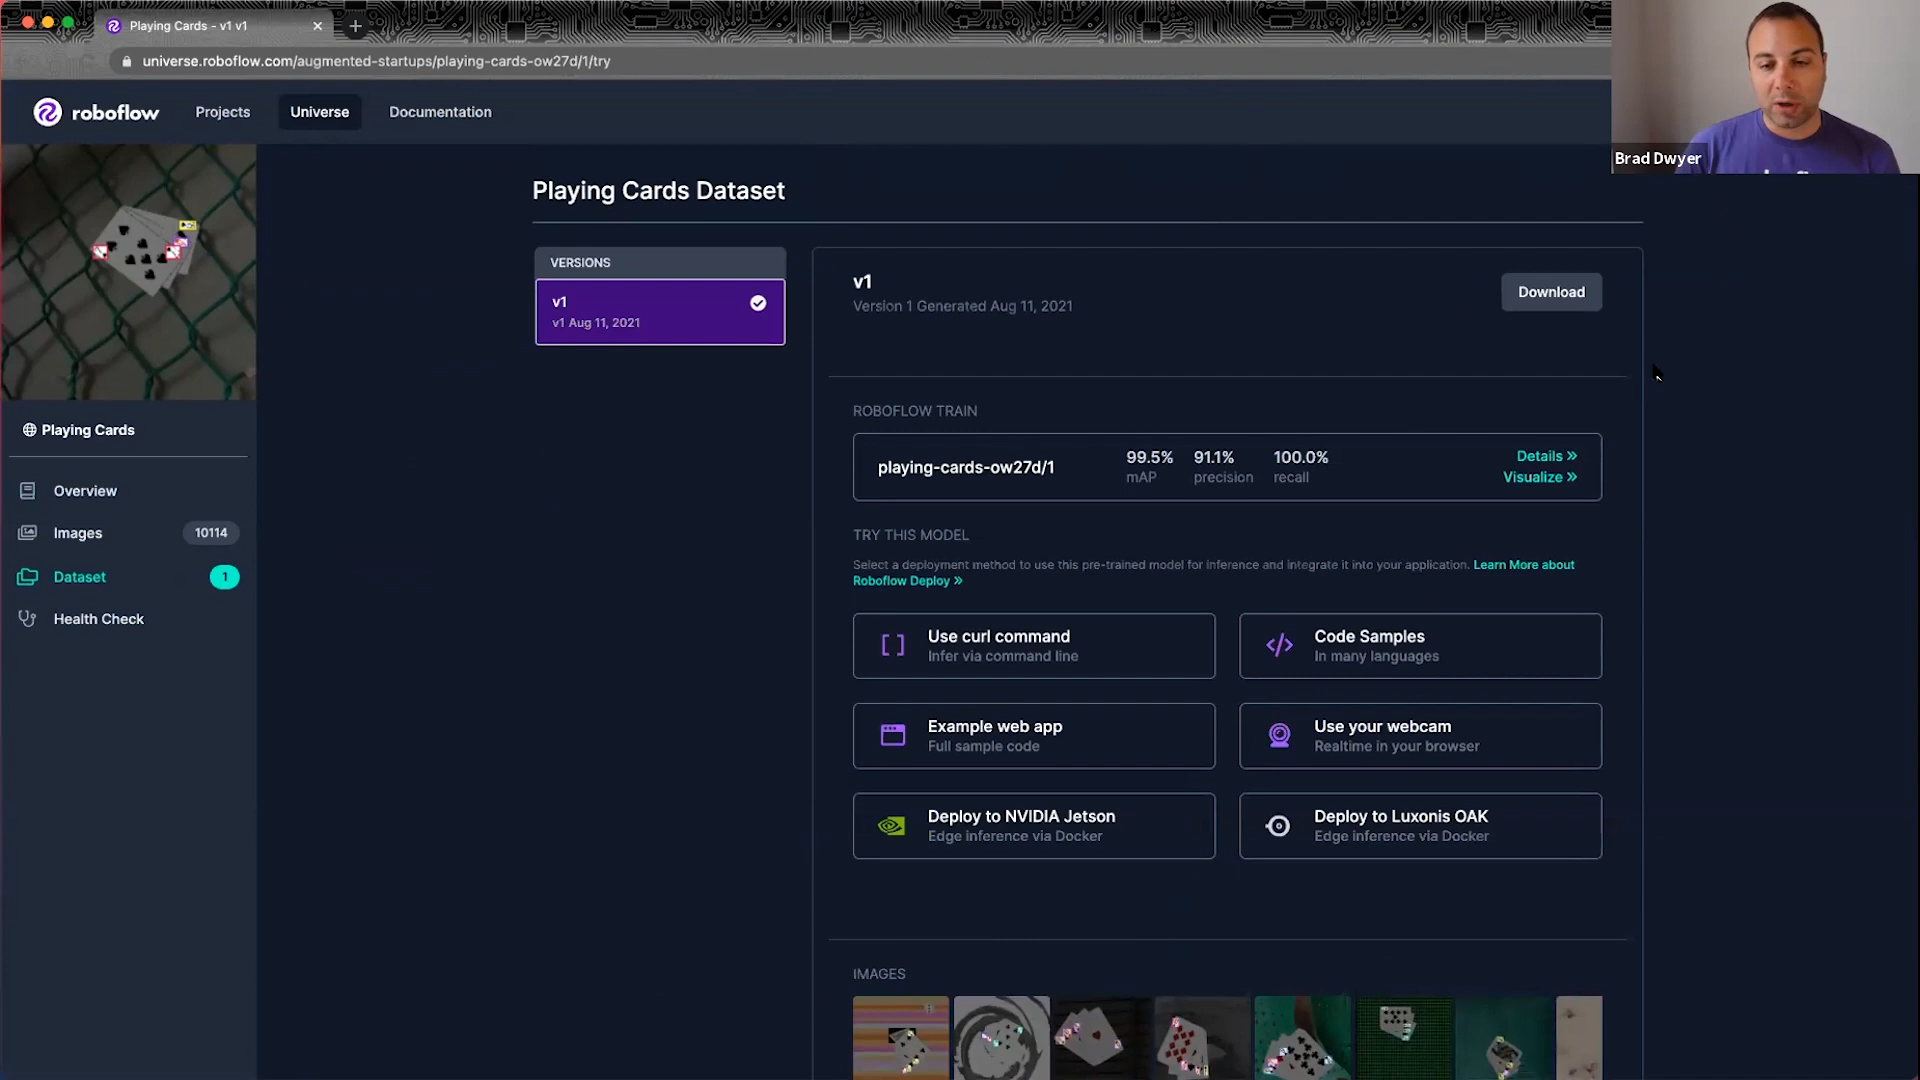 Playing Cards - v1 v1
universe.roboflow.com/augmented-startups/playing-cards-ow27d/1/try
roboflow
Projects
Universe
Documentation
Brad Dwyer
Playing Cards Dataset
VERSIONS
v1
v1 Aug 11, 2021
v1
Version 1 Generated Aug 11, 2021
Download
ROBOFLOW TRAIN
playing-cards-ow27d/1
99.5%
mAP
91.1%
precision
100.0%
recall
Details »
Visualize »
TRY THIS MODEL
Select a deployment method to use this pre-trained model for inference and integrate it into your application. Learn More about
Roboflow Deploy »
Use curl command
Infer via command line
Code Samples
In many languages
Example web app
Full sample code
Use your webcam
Realtime in your browser
Deploy to NVIDIA Jetson
Edge inference via Docker
Deploy to Luxonis OAK
Edge inference via Docker
IMAGES
Playing Cards
Overview
Images
10114
Dataset
1
Health Check